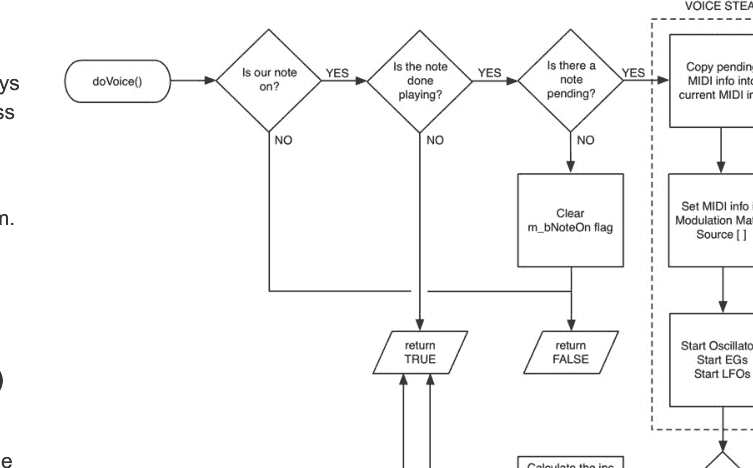 VOICE STEA
ys
ss
n.
e
doVoice()
Is our note
on?
YES
NO
Is the note
done
playing?
YES
NO
Is there a
note
pending?
YES
NO
Copy pending
MIDI info into
current MIDI in
Clear
m_bNoteOn flag
Set MIDI info i
Modulation Mat
Source [ ]
return
TRUE
return
FALSE
Start Oscillato
Start EGs
Start LFOs